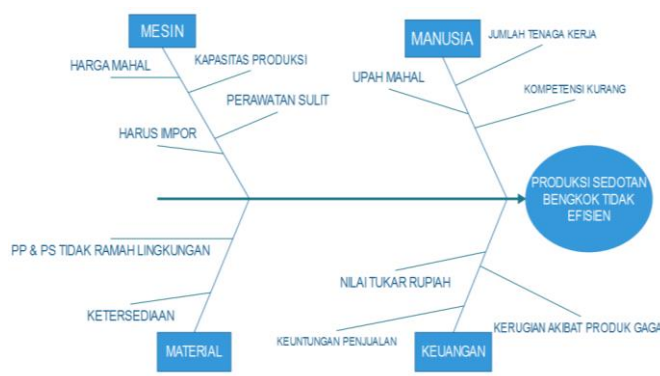 MESIN
HARGA MAHAL
KAPASITAS PRODUKSI
PERAWATAN SULIT
HARUS IMPOR
MANUSIA
JUMLAH TENAGA KERJA
UPAH MAHAL
KOMPETENSI KURANG
PRODUKSI SEDOTAN
BENGKOK TIDAK
EFISIEN
PP & PS TIDAK RAMAH LINGKUNGAN
KETERSEDIAAN
MATERIAL
NILAI TUKAR RUPIAH
KEUNTUNGAN PENJUALAN
KERUGIAN AKIBAT PRODUK GAGA
KEUANGAN